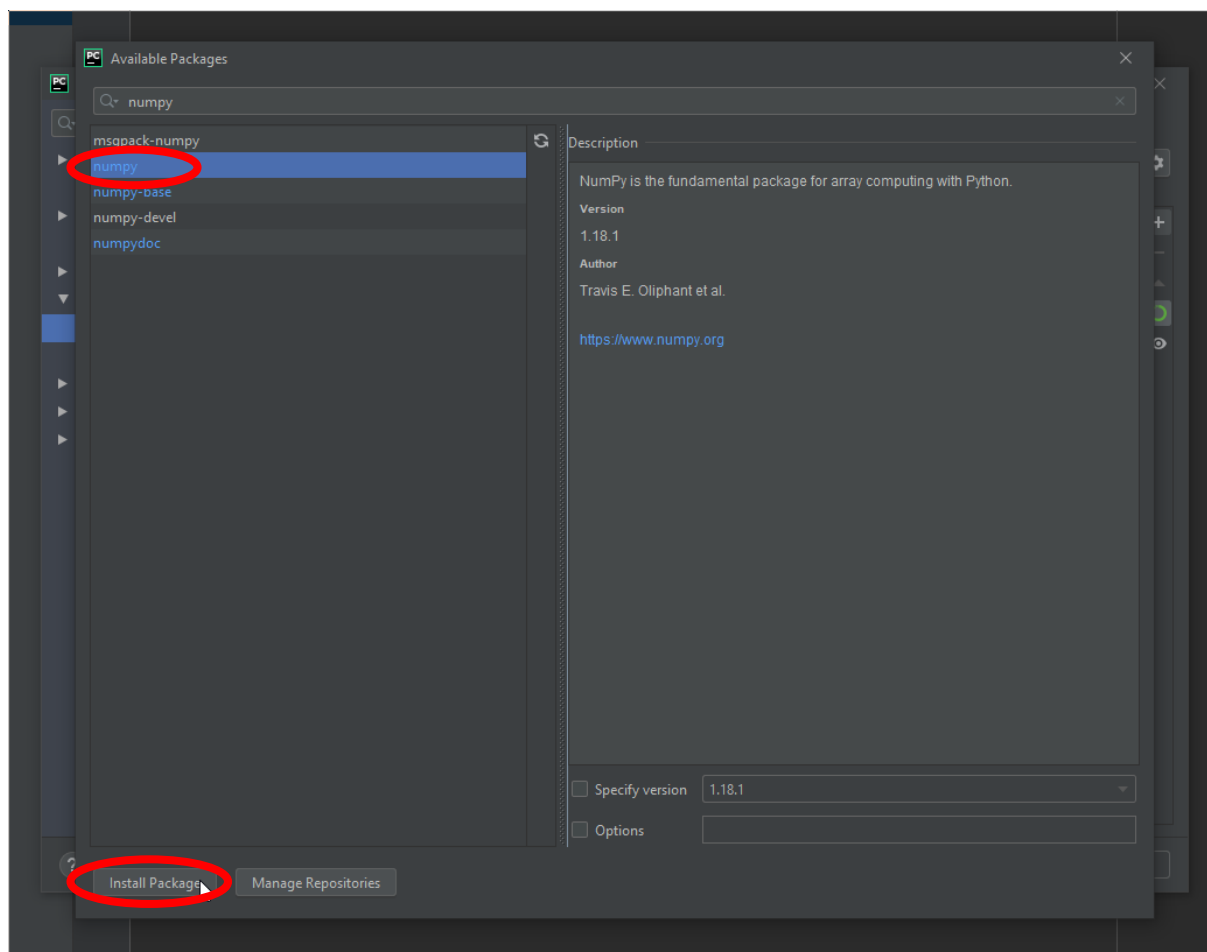 PC Available Packages
PC
numpy
msgpack-numpy
numpy
numpy-base
numpy-devel
numpydoc
Description
NumPy is the fundamental package for array computing with Python.
Version
1.18.1
Author
Travis E. Oliphant et al.
https://www.numpy.org
Specify version 1.18.1
Options
?
Install Package
Manage Repositories